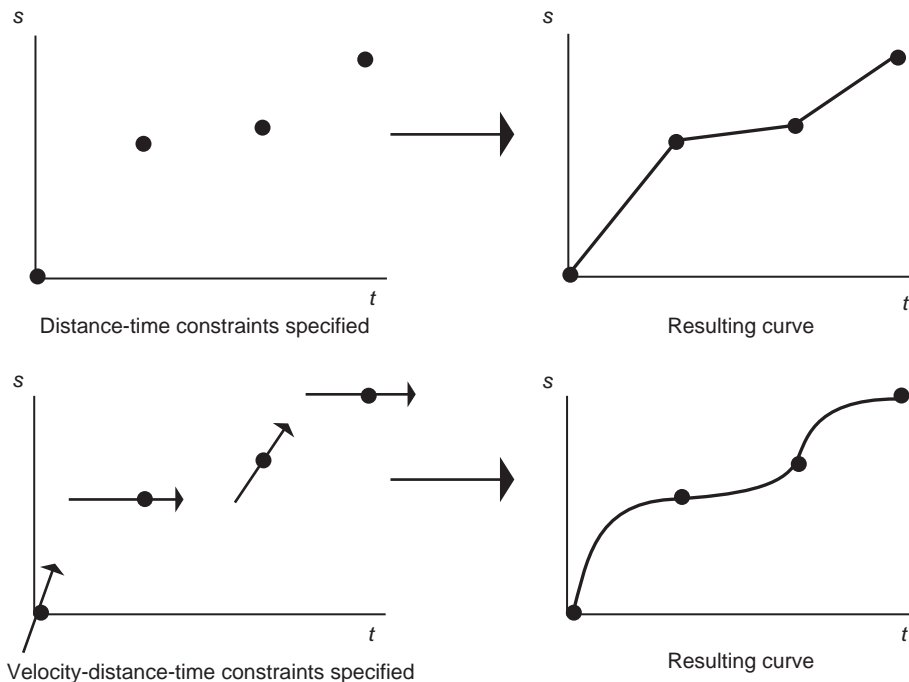 s
s
t
t
Distance-time constraints specified
Resulting curve
s
s
t
t
Velocity-distance-time constraints specified
Resulting curve